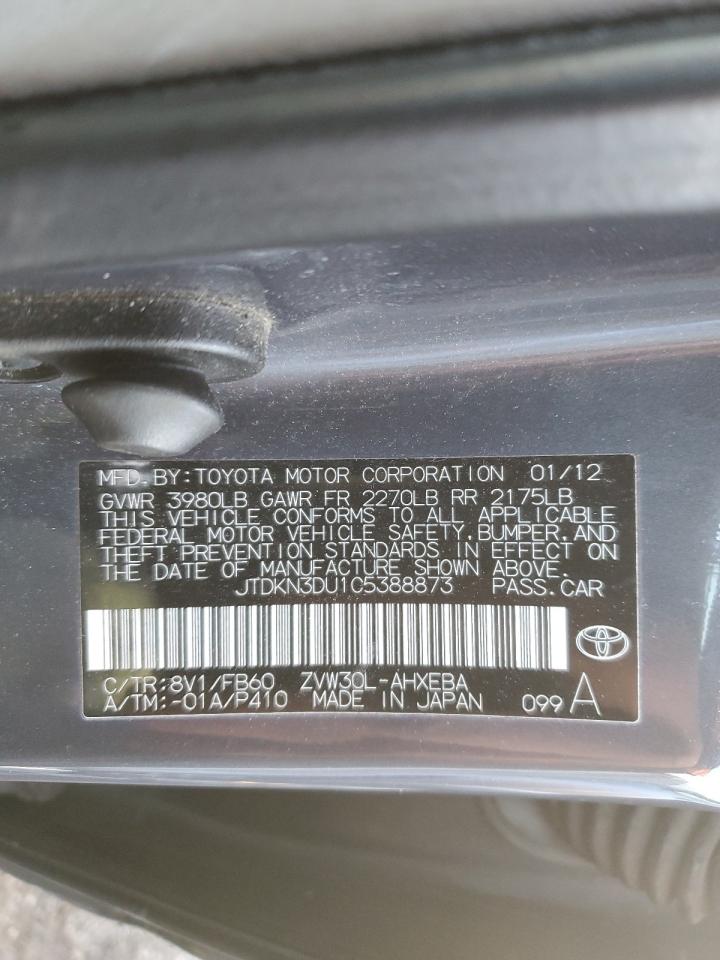 MFD. BY: TOYOTA MOTOR CORPORATION 01/12
GVWR 3980LB GAWR FR 2270LB RR 2175LB
THIS VEHICLE CONFORMS TO ALL APPLICABLE
FEDERAL MOTOR VEHICLE SAFETY, BUMPER, AND
THEFT PREVENTION STANDARDS IN EFFECT ON
THE DATE OF MANUFACTURE SHOWN ABOVE.
JTDKN3DU1C5388873 PASS. CAR
C/TR: 8V1/FB60 ZVW30L-AHXEBA
A/TM: -01A/P410 MADE IN JAPAN 099 A